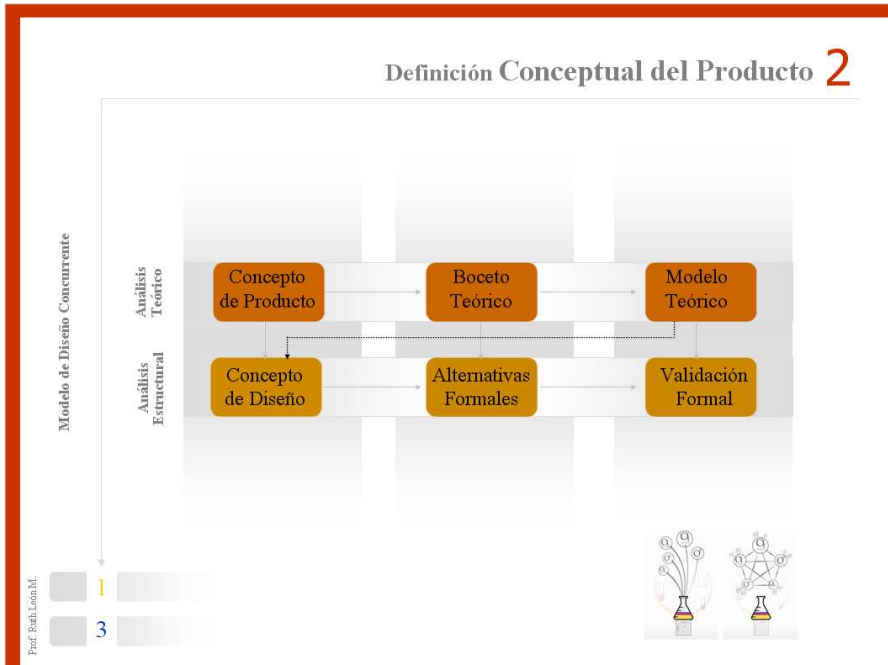 Definición Conceptual del Producto 2
Modelo de Diseño Concurrente
Análisis
Teórico
Concepto
de Producto
Boceto
Teórico
Modelo
Teórico
Análisis
Estructural
Concepto
de Diseño
Alternativas
Formales
Validación
Formal
1
3
Prof. Ruth León M.